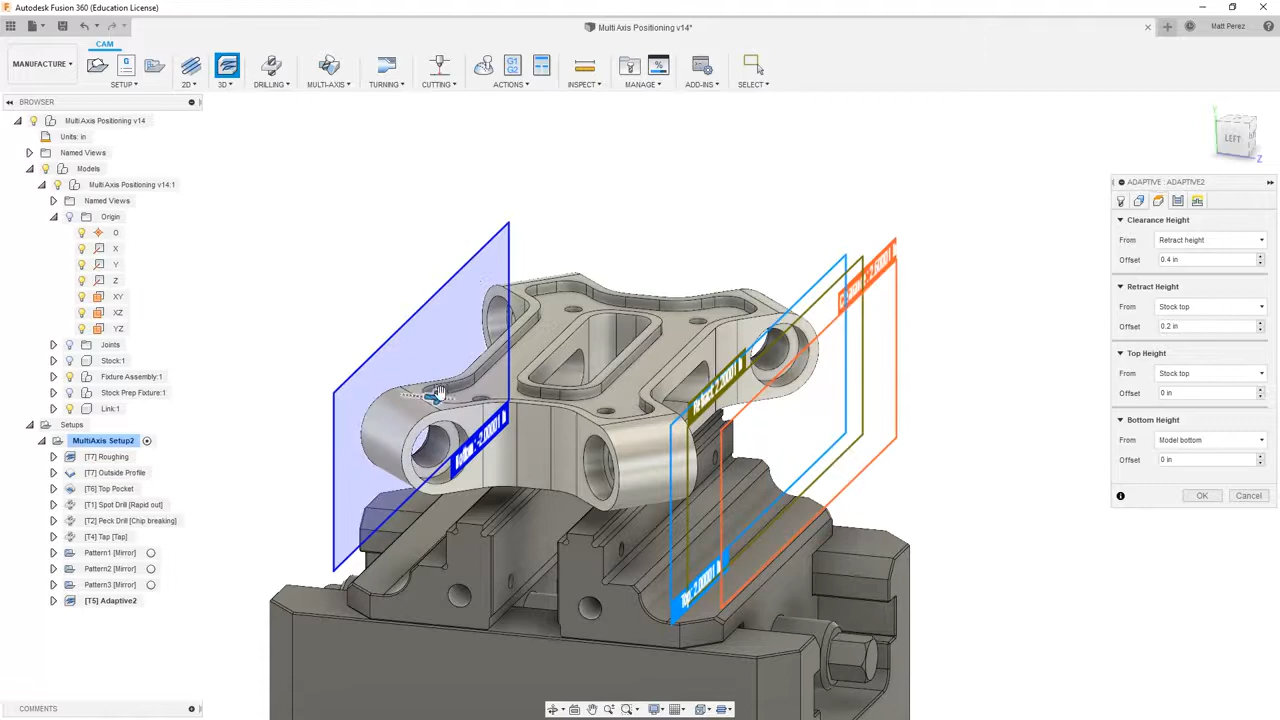 Autodesk Fusion 360 (Education License)
Multi Axis Positioning v14*
Matt Perez
CAM
MANUFACTURE
SETUP
2D
3D
DRILLING
MULTI-AXIS
TURNING
CUTTING
G1
G2
ACTIONS
INSPECT
MANAGE
ADD-INS
SELECT
BROWSER
Multi Axis Positioning v14
Units: in
Named Views
Models
Multi Axis Positioning v14:1
Named Views
Origin
O
X
Y
Z
XY
XZ
YZ
Joints
Stock:1
Fixture Assembly:1
Stock Prep Fixture:1
Link:1
Setups
MultiAxis Setup2
[T7] Roughing
[T7] Outside Profile
[T6] Top Pocket
[T1] Spot Drill [Rapid out]
[T2] Peck Drill [Chip breaking]
[T4] Tap [Tap]
Pattern1 [Mirror]
Pattern2 [Mirror]
Pattern3 [Mirror]
[T5] Adaptive2
LEFT
Z
ADAPTIVE : ADAPTIVE2
Clearance Height
From Retract height
Offset 0.4 in
Retract Height
From Stock top
Offset 0.2 in
Top Height
From Stock top
Offset 0 in
Bottom Height
From Model bottom
Offset 0 in
OK Cancel
COMMENTS